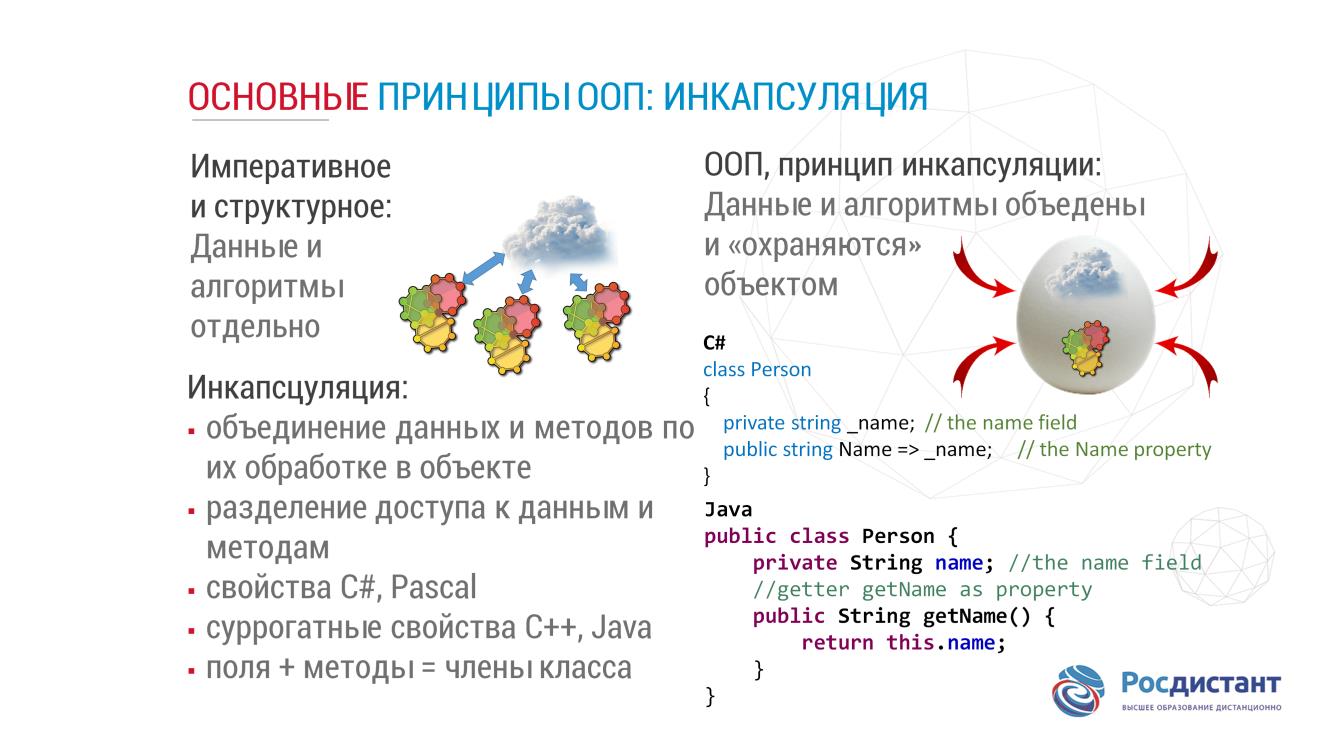 ОСНОВНЫЕ ПРИНЦИПЫ ООП: ИНКАПСУЛЯЦИЯ
Императивное
и структурное:
Данные и
алгоритмы
отдельно
Инкапсцуляция:
▪ объединение данных и методов по
их обработке в объекте
▪ разделение доступа к данным и
методам
▪ свойства C#, Pascal
▪ суррогатные свойства C++, Java
▪ поля + методы = члены класса
ООП, принцип инкапсуляции:
Данные и алгоритмы объедены
и «охраняются»
объектом
C#
class Person
{
private string _name; // the name field
public string Name => _name; // the Name property
}
Java
public class Person {
private String name; //the name field
//getter getName as property
public String getName() {
return this.name;
}
}
Росдистант
ВЫСШЕЕ ОБРАЗОВАНИЕ ДИСТАНЦИОННО